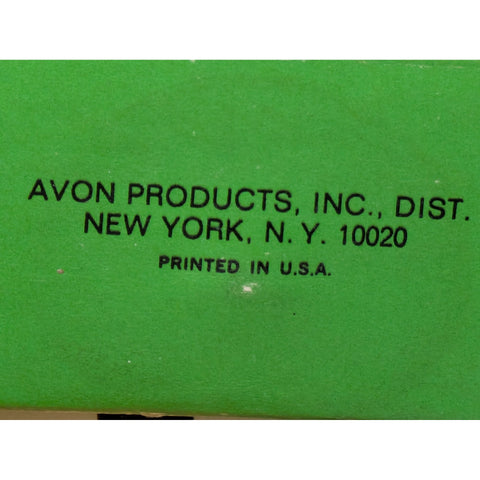 AVON PRODUCTS, INC., DIST.
NEW YORK, N.Y. 10020
PRINTED IN U.S.A.